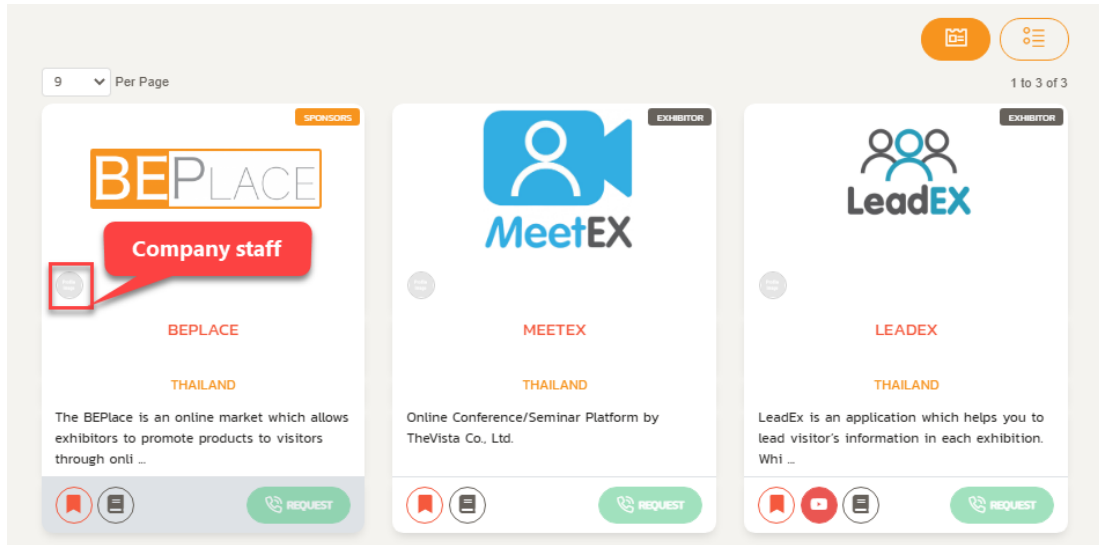 9 Per Page
1 to 3 of 3
SPONSORS
BEPLACE
Company staff
BEPLACE
THAILAND
The BEPlace is an online market which allows
exhibitors to promote products to visitors
through onli ...
REQUEST
EXHIBITOR
MeetEX
MEETEX
THAILAND
Online Conference/Seminar Platform by
TheVista Co., Ltd.
REQUEST
EXHIBITOR
LeadEX
LEADEX
THAILAND
LeadEx is an application which helps you to
lead visitor's information in each exhibition.
Whi ...
REQUEST